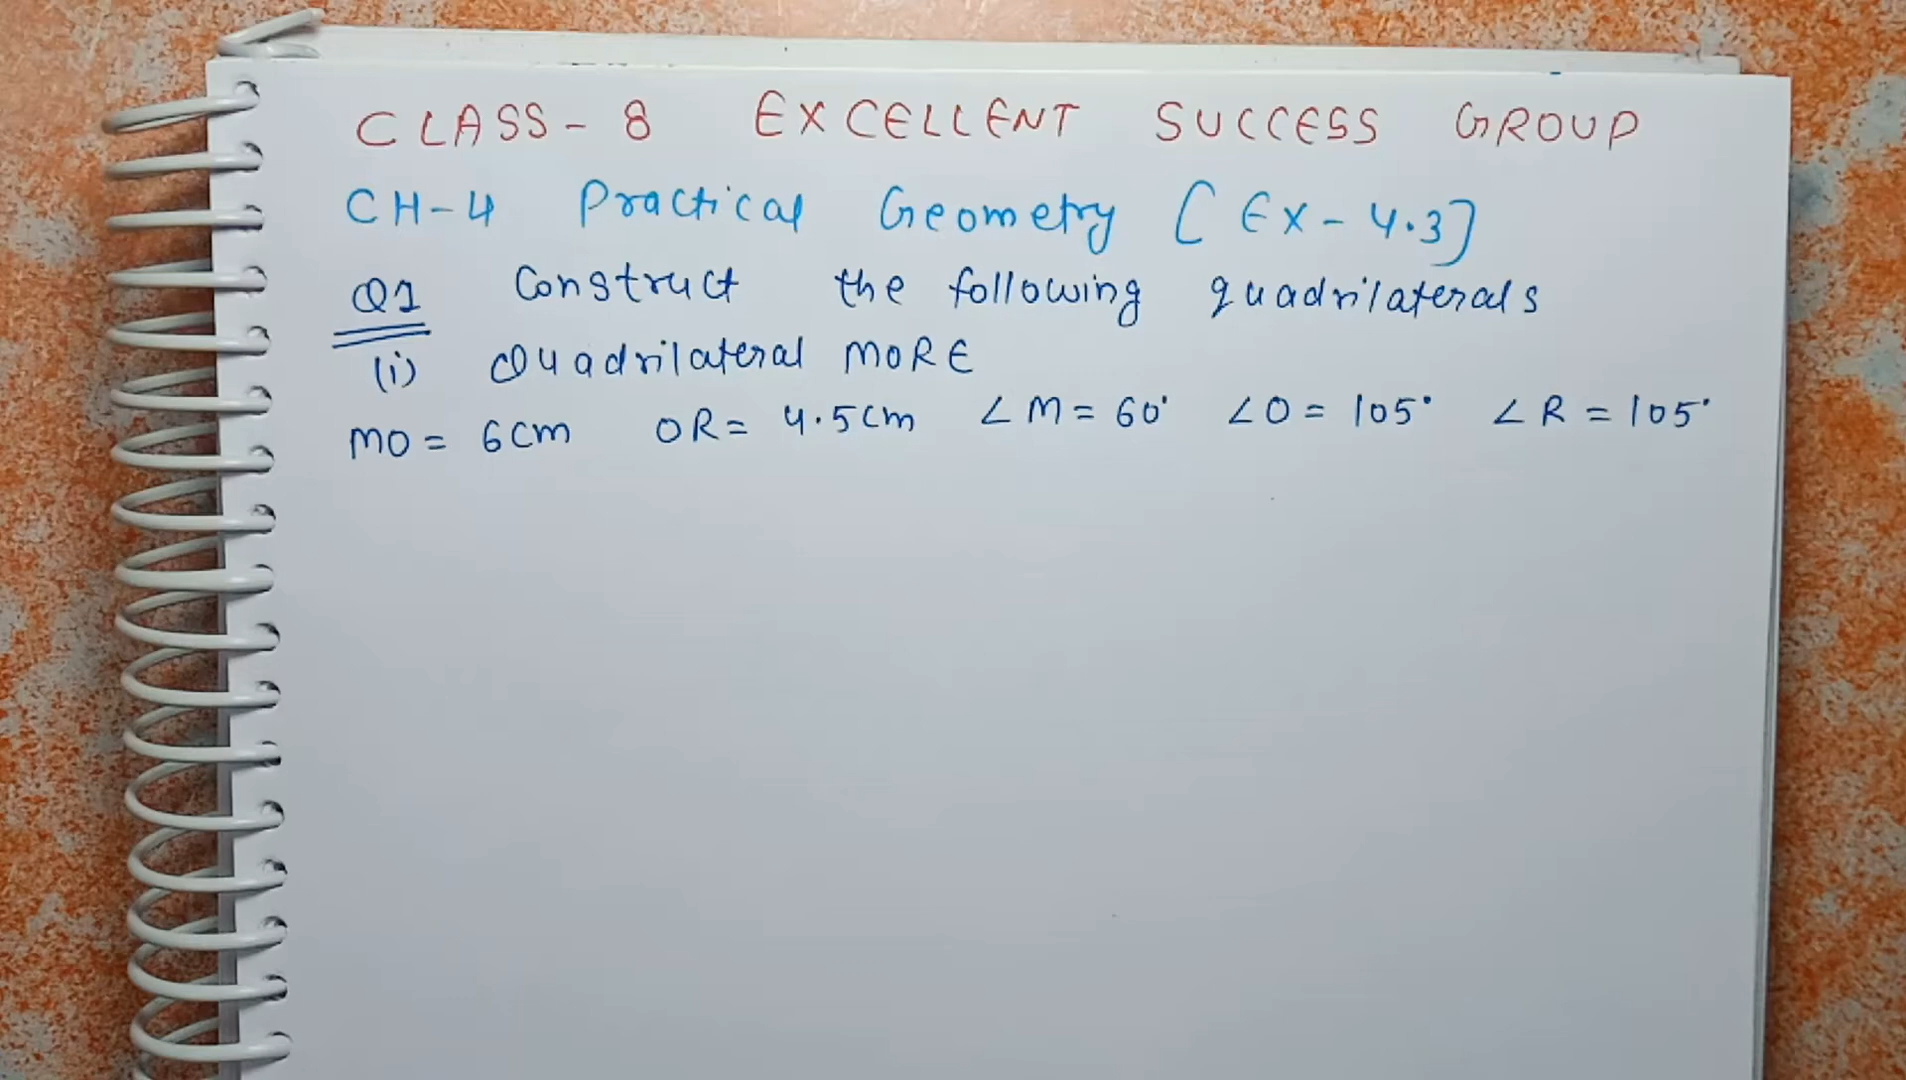 CLASS-8 EXCELLENT SUCCESS GROUP
CH-4 Practical Geometry [EX-4.3]
Q1 Construct the following quadrilaterals
(i) Quadrilateral MORE
MO = 6cm OR = 4.5cm ∠M = 60° ∠O = 105° ∠R = 105°